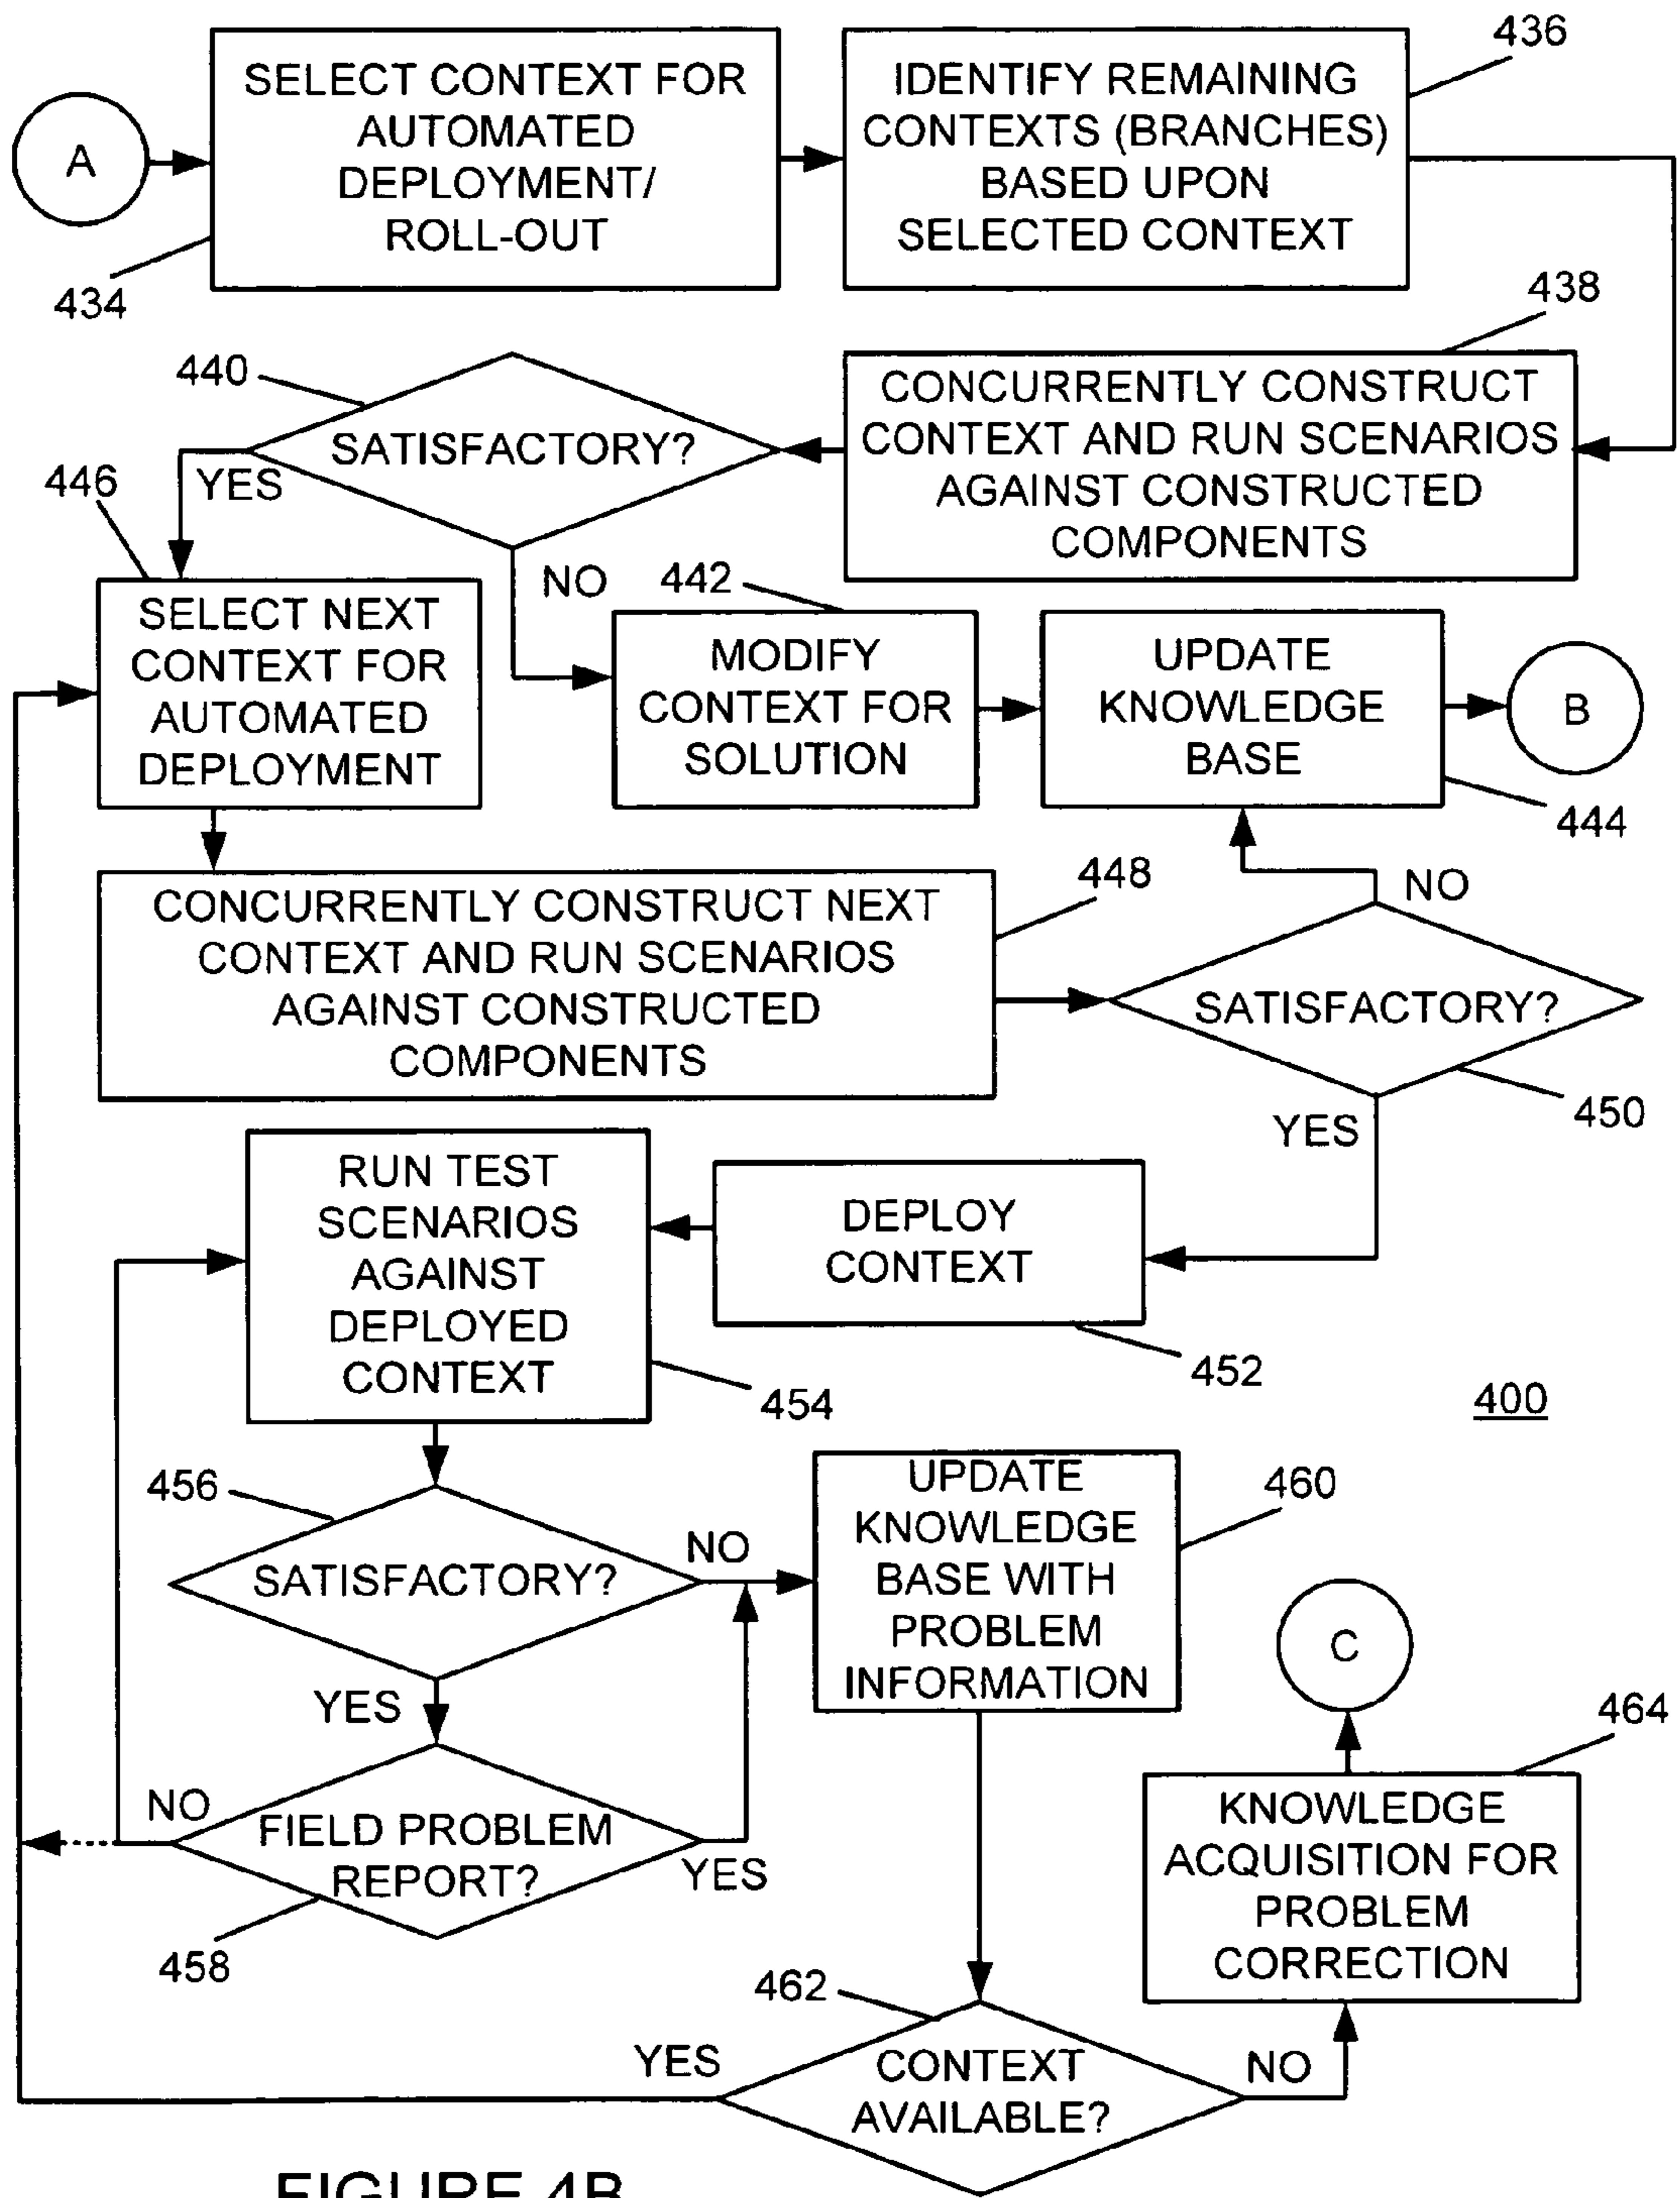 436
SELECT CONTEXT FOR
AUTOMATED
DEPLOYMENT/
ROLL-OUT
IDENTIFY REMAINING
CONTEXTS (BRANCHES)
BASED UPON
SELECTED CONTEXT
A
434
438
440
CONCURRENTLY CONSTRUCT
CONTEXT AND RUN SCENARIOS
AGAINST CONSTRUCTED
COMPONENTS
SATISFACTORY?
YES
446
NO
442
SELECT NEXT
CONTEXT FOR
AUTOMATED
DEPLOYMENT
MODIFY
CONTEXT FOR
SOLUTION
UPDATE
KNOWLEDGE
BASE
B
444
448
NO
CONCURRENTLY CONSTRUCT NEXT
CONTEXT AND RUN SCENARIOS
AGAINST CONSTRUCTED
COMPONENTS
SATISFACTORY?
450
YES
RUN TEST
SCENARIOS
AGAINST
DEPLOYED
CONTEXT
DEPLOY
CONTEXT
452
454
400
456
UPDATE
KNOWLEDGE
BASE WITH
PROBLEM
INFORMATION
460
NO
SATISFACTORY?
C
YES
464
NO
FIELD PROBLEM
REPORT?
YES
KNOWLEDGE
ACQUISITION FOR
PROBLEM
CORRECTION
458
462
YES
CONTEXT
AVAILABLE?
NO
FIGURE 4B